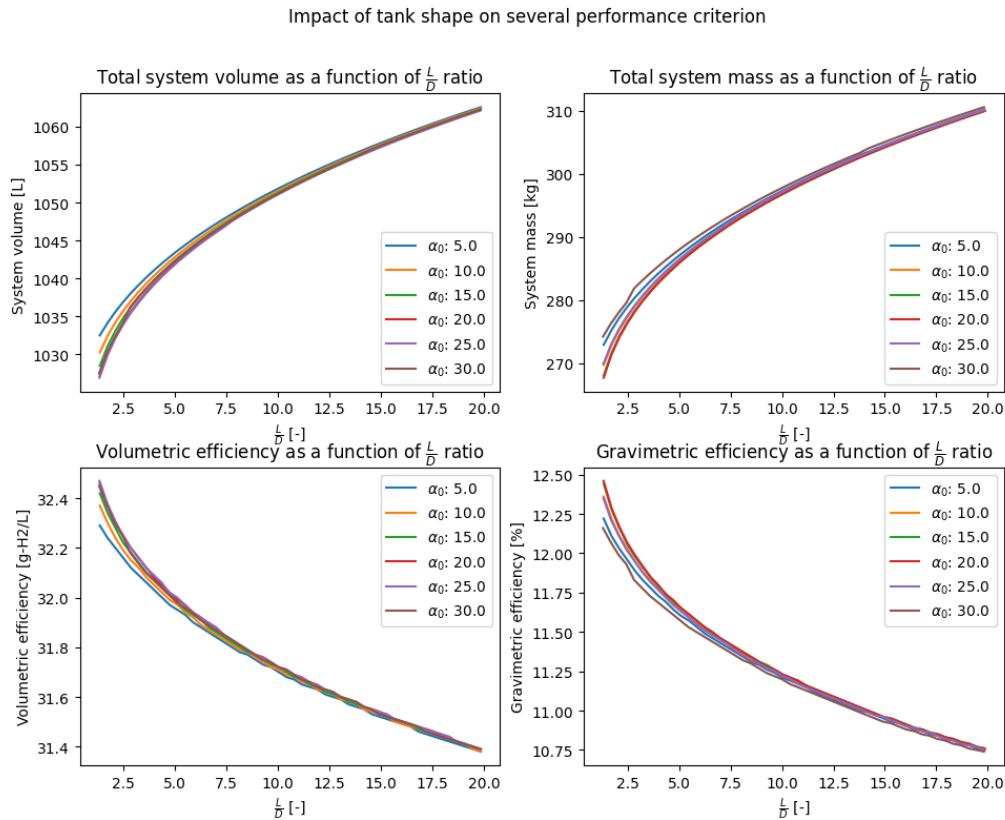 Impact of tank shape on several performance criterion
Total system volume as a function of L/D ratio
System volume [L]
1060
1055
1050
1045
1040
1035
1030
α0: 5.0
α0: 10.0
α0: 15.0
α0: 20.0
α0: 25.0
α0: 30.0
2.5 5.0 7.5 10.0 12.5 15.0 17.5 20.0
L/D [-]
Total system mass as a function of L/D ratio
System mass [kg]
310
300
290
280
270
α0: 5.0
α0: 10.0
α0: 15.0
α0: 20.0
α0: 25.0
α0: 30.0
2.5 5.0 7.5 10.0 12.5 15.0 17.5 20.0
L/D [-]
Volumetric efficiency as a function of L/D ratio
Volumetric efficiency [g-H2/L]
32.4
32.2
32.0
31.8
31.6
31.4
α0: 5.0
α0: 10.0
α0: 15.0
α0: 20.0
α0: 25.0
α0: 30.0
2.5 5.0 7.5 10.0 12.5 15.0 17.5 20.0
L/D [-]
Gravimetric efficiency as a function of L/D ratio
Gravimetric efficiency [%]
12.50
12.25
12.00
11.75
11.50
11.25
11.00
10.75
α0: 5.0
α0: 10.0
α0: 15.0
α0: 20.0
α0: 25.0
α0: 30.0
2.5 5.0 7.5 10.0 12.5 15.0 17.5 20.0
L/D [-]